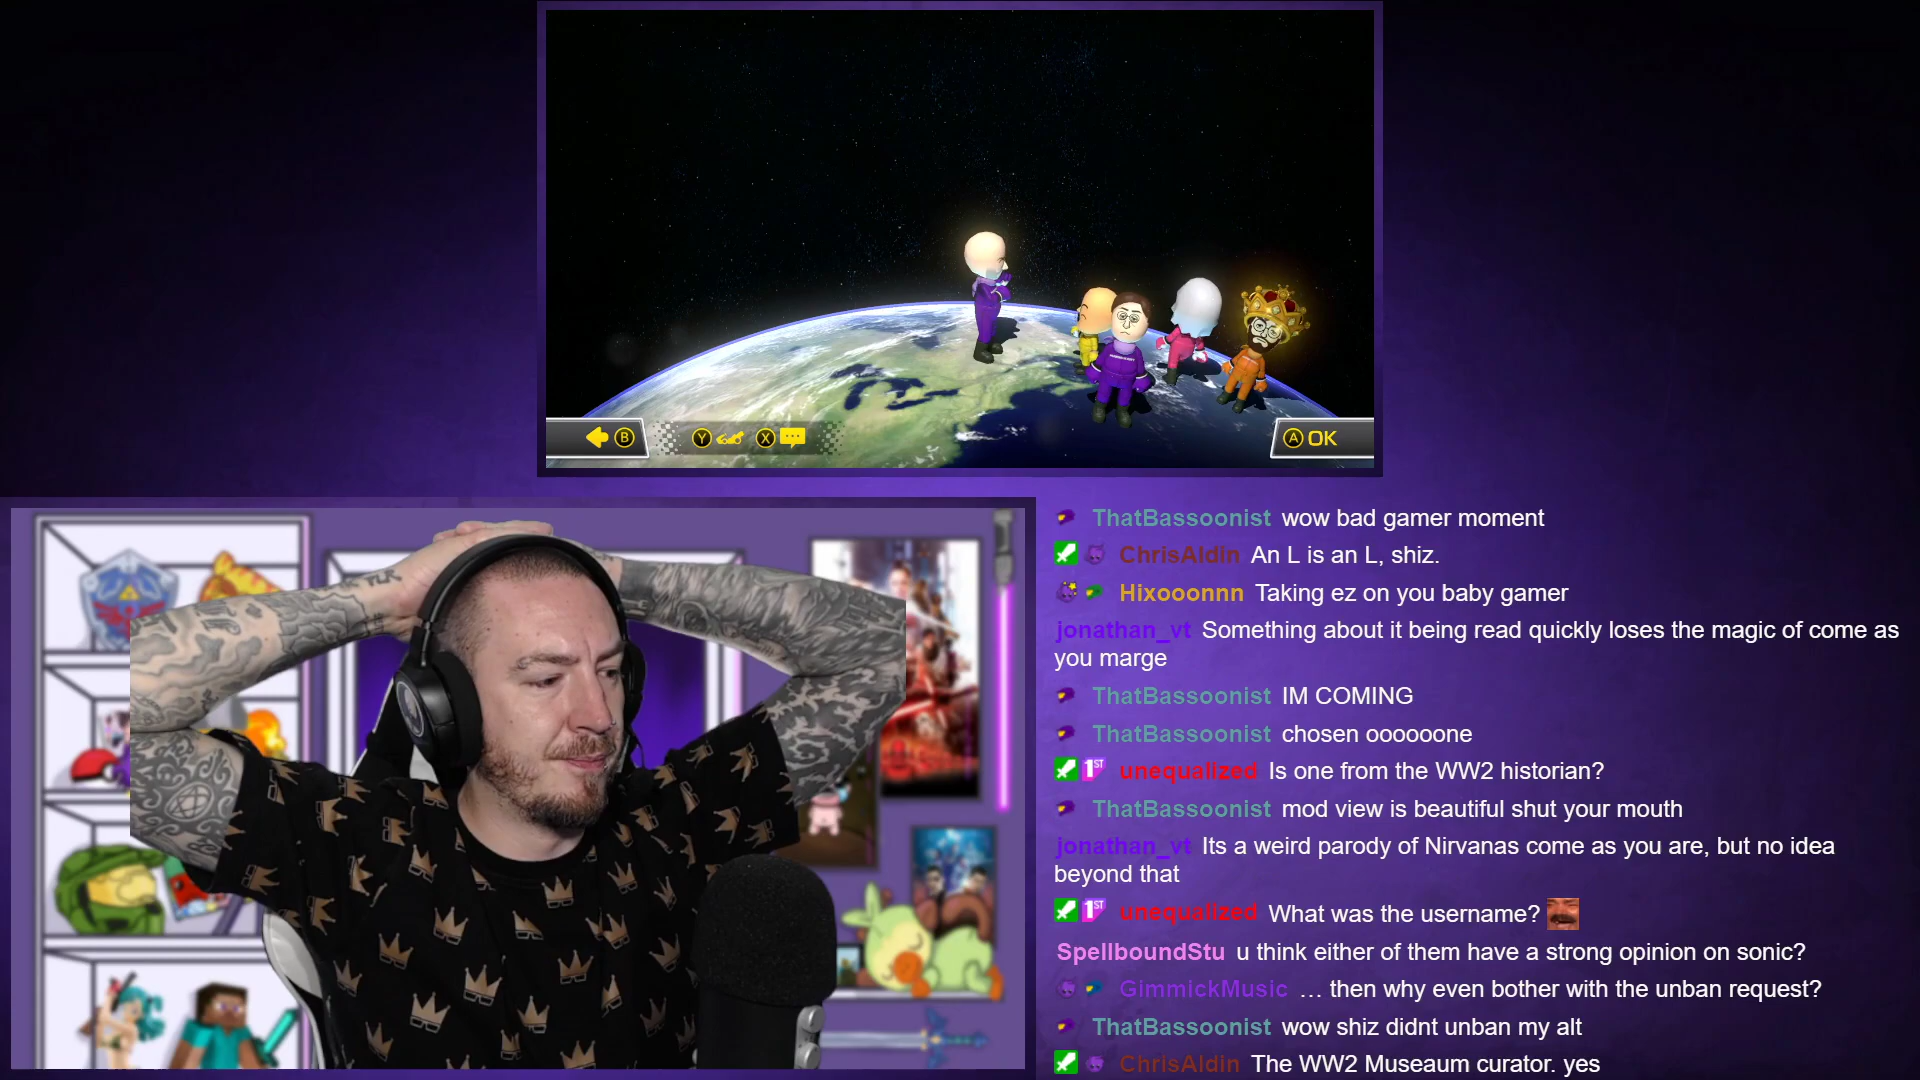 B
Y
X
A OK
ThatBassoonist wow bad gamer moment
ChrisAldin An L is an L, shiz.
Hixooonnn Taking ez on you baby gamer
jonathan_vt Something about it being read quickly loses the magic of come as
you marge
ThatBassoonist IM COMING
ThatBassoonist chosen oooooone
1ST unequalized Is one from the WW2 historian?
ThatBassoonist mod view is beautiful shut your mouth
jonathan_vt Its a weird parody of Nirvanas come as you are, but no idea
beyond that
1ST unequalized What was the username?
SpellboundStu u think either of them have a strong opinion on sonic?
GimmickMusic … then why even bother with the unban request?
ThatBassoonist wow shiz didnt unban my alt
ChrisAldin The WW2 Museaum curator. yes